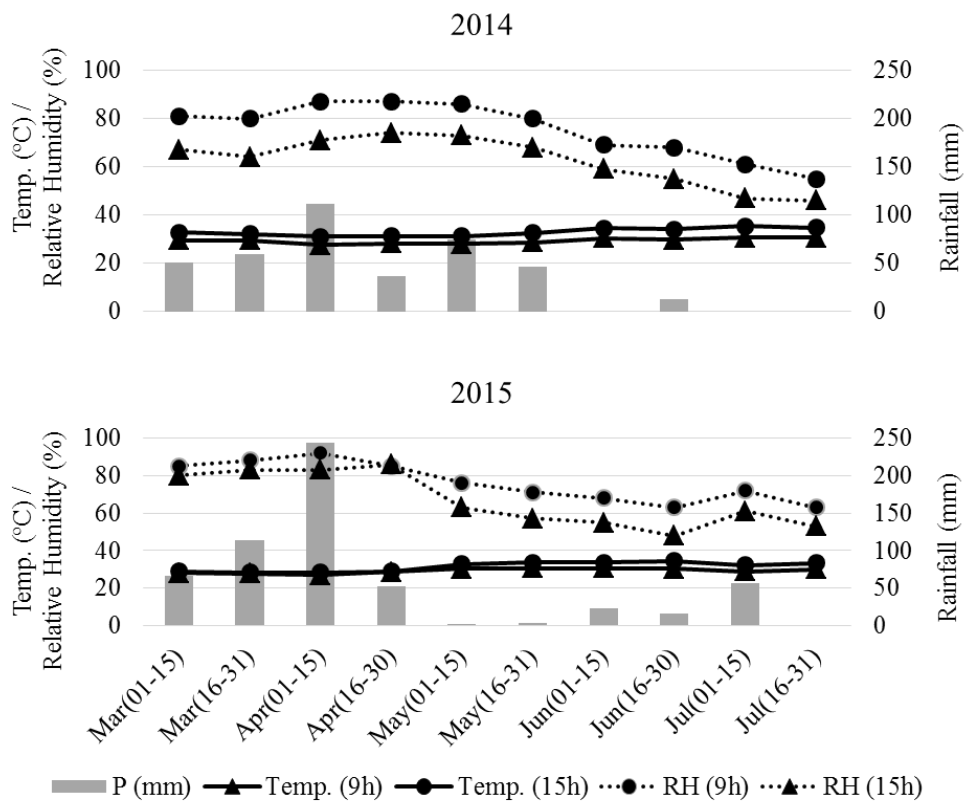 2014
Temp. (ºC) /
Relative Humidity (%)
100
80
60
40
20
0
250
200
150
100
50
0
Rainfall (mm)
2015
Temp. (ºC) /
Relative Humidity (%)
100
80
60
40
20
0
250
200
150
100
50
0
Rainfall (mm)
Mar(01-15)
Mar(16-31)
Apr(01-15)
Apr(16-30)
May(01-15)
May(16-31)
Jun(01-15)
Jun(16-30)
Jul(01-15)
Jul(16-31)
P (mm) Temp. (9h) Temp. (15h) RH (9h) RH (15h)